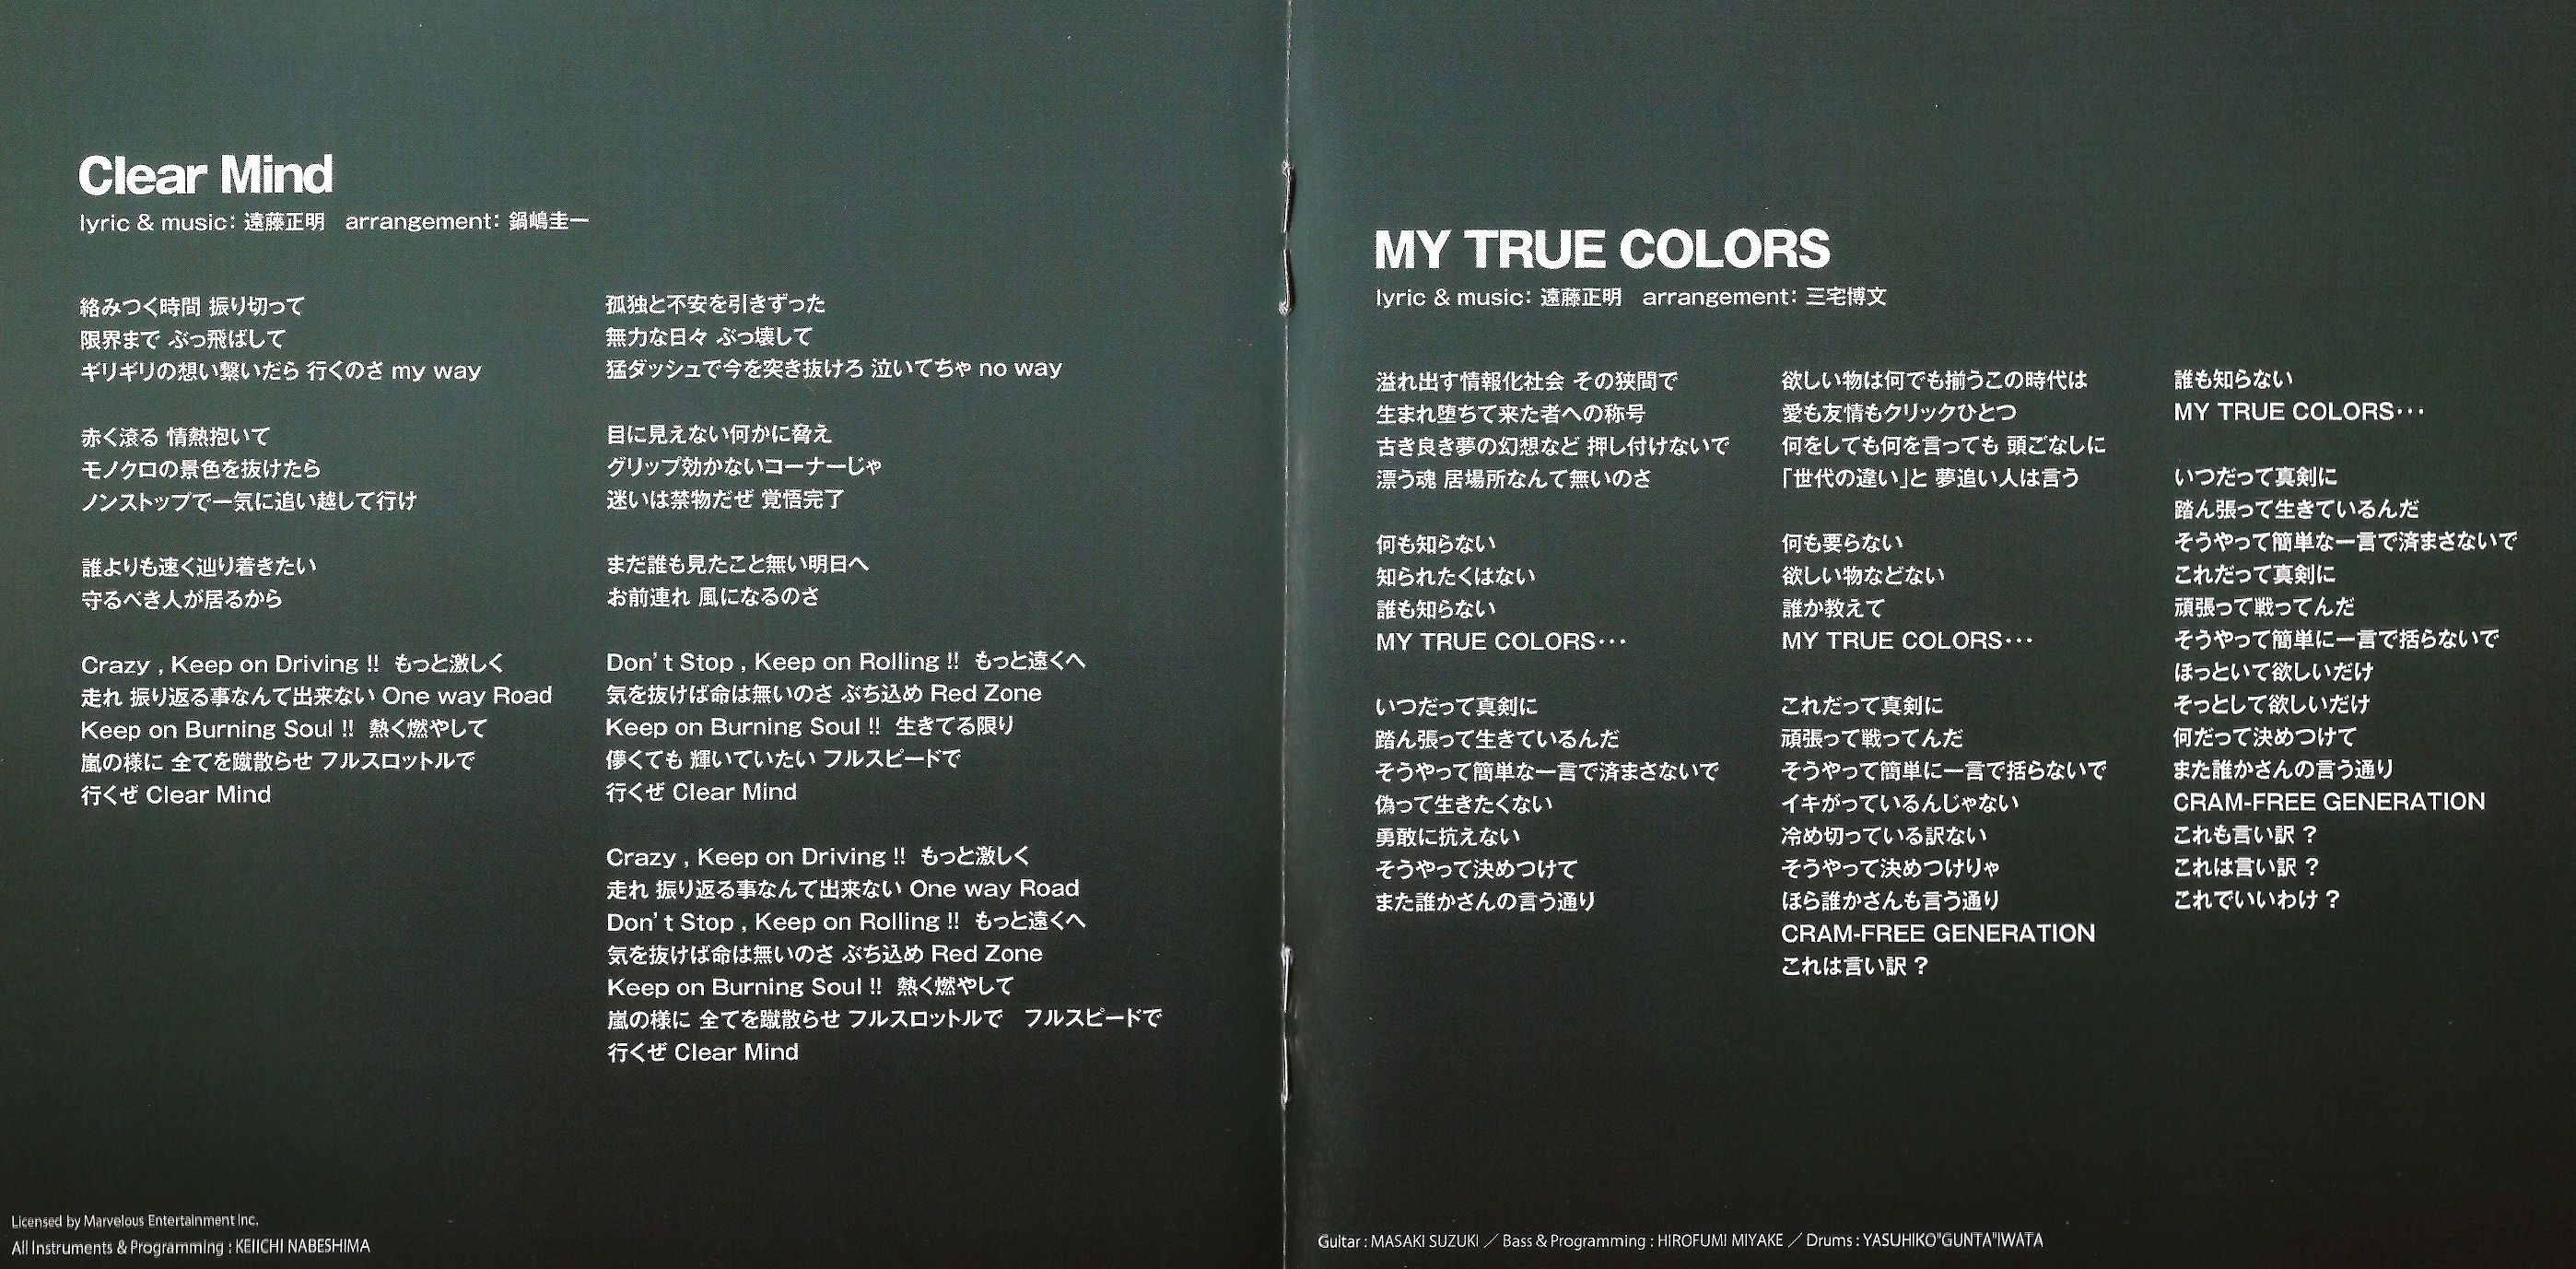 Clear Mind
lyric & music: 遠藤正明　arrangement: 鍋嶋圭一
絡みつく時間 振り切って
限界まで ぶっ飛ばして
ギリギリの想い繋いだら 行くのさ my way
赤く滾る 情熱抱いて
モノクロの景色を抜けたら
ノンストップで一気に追い越して行け
誰よりも速く辿り着きたい
守るべき人が居るから
Crazy , Keep on Driving !! もっと激しく
走れ 振り返る事なんて出来ない One way Road
Keep on Burning Soul !! 熱く燃やして
嵐の様に 全てを蹴散らせ フルスロットルで
行くぜ Clear Mind
孤独と不安を引きずった
無力な日々 ぶっ壊して
猛ダッシュで今を突き抜けろ 泣いてちゃ no way
目に見えない何かに脅え
グリップ効かないコーナーじゃ
迷いは禁物だぜ 覚悟完了
まだ誰も見たこと無い明日へ
お前連れ 風になるのさ
Don't Stop , Keep on Rolling !! もっと遠くへ
気を抜けば命は無いのさ ぶち込め Red Zone
Keep on Burning Soul !! 生きてる限り
儚くても 輝いていたい フルスピードで
行くぜ Clear Mind
Crazy , Keep on Driving !! もっと激しく
走れ 振り返る事なんて出来ない One way Road
Don't Stop , Keep on Rolling !! もっと遠くへ
気を抜けば命は無いのさ ぶち込め Red Zone
Keep on Burning Soul !! 熱く燃やして
嵐の様に 全てを蹴散らせ フルスロットルで　フルスピードで
行くぜ Clear Mind
Licensed by Marvelous Entertainment Inc.
All Instruments & Programming : KEIICHI NABESHIMA
MY TRUE COLORS
lyric & music: 遠藤正明　arrangement: 三宅博文
溢れ出す情報化社会 その狭間で
生まれ堕ちて来た者への称号
古き良き夢の幻想など 押し付けないで
漂う魂 居場所なんて無いのさ
何も知らない
知られたくはない
誰も知らない
MY TRUE COLORS･･･
いつだって真剣に
踏ん張って生きているんだ
そうやって簡単な一言で済まさないで
偽って生きたくない
勇敢に抗えない
そうやって決めつけて
また誰かさんの言う通り
欲しい物は何でも揃うこの時代は
愛も友情もクリックひとつ
何をしても何を言っても 頭ごなしに
「世代の違い」と 夢追い人は言う
何も要らない
欲しい物などない
誰か教えて
MY TRUE COLORS･･･
これだって真剣に
頑張って戦ってんだ
そうやって簡単に一言で括らないで
イキがっているんじゃない
冷め切っている訳ない
そうやって決めつけりゃ
ほら誰かさんも言う通り
CRAM-FREE GENERATION
これは言い訳？
誰も知らない
MY TRUE COLORS･･･
いつだって真剣に
踏ん張って生きているんだ
そうやって簡単な一言で済まさないで
これだって真剣に
頑張って戦ってんだ
そうやって簡単に一言で括らないで
ほっといて欲しいだけ
そっとして欲しいだけ
何だって決めつけて
また誰かさんの言う通り
CRAM-FREE GENERATION
これも言い訳？
これは言い訳？
これでいいわけ？
Guitar : MASAKI SUZUKI ／ Bass & Programming : HIROFUMI MIYAKE ／ Drums : YASUHIKO"GUNTA"IWATA